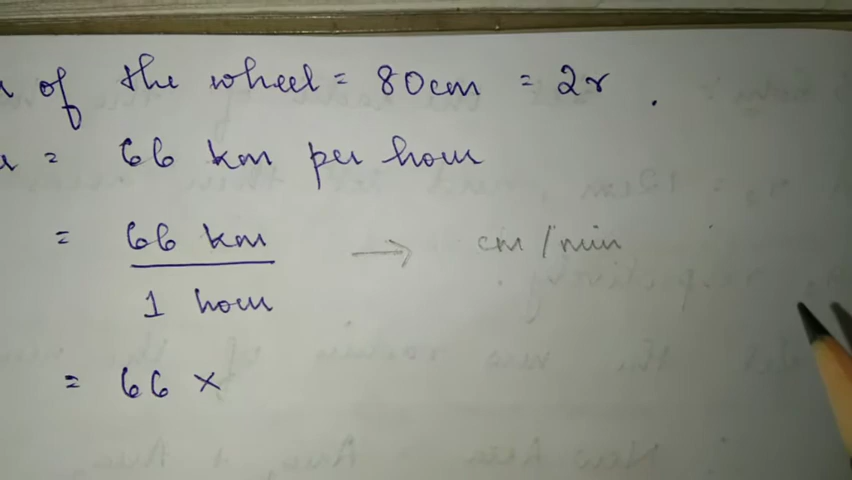 of the wheel = 80cm = 2r .
= 66 km per hour
= 66 km → cm / min
1 hour
= 66 ×